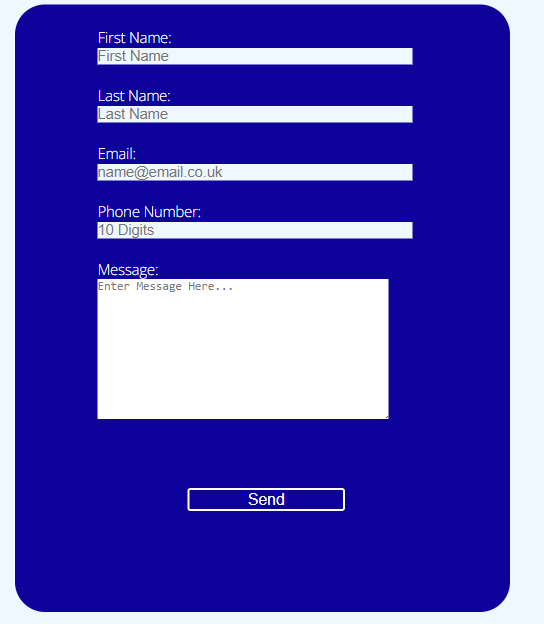 First Name:
First Name
Last Name:
Last Name
Email:
name@email.co.uk
Phone Number:
10 Digits
Message:
Enter Message Here...
Send